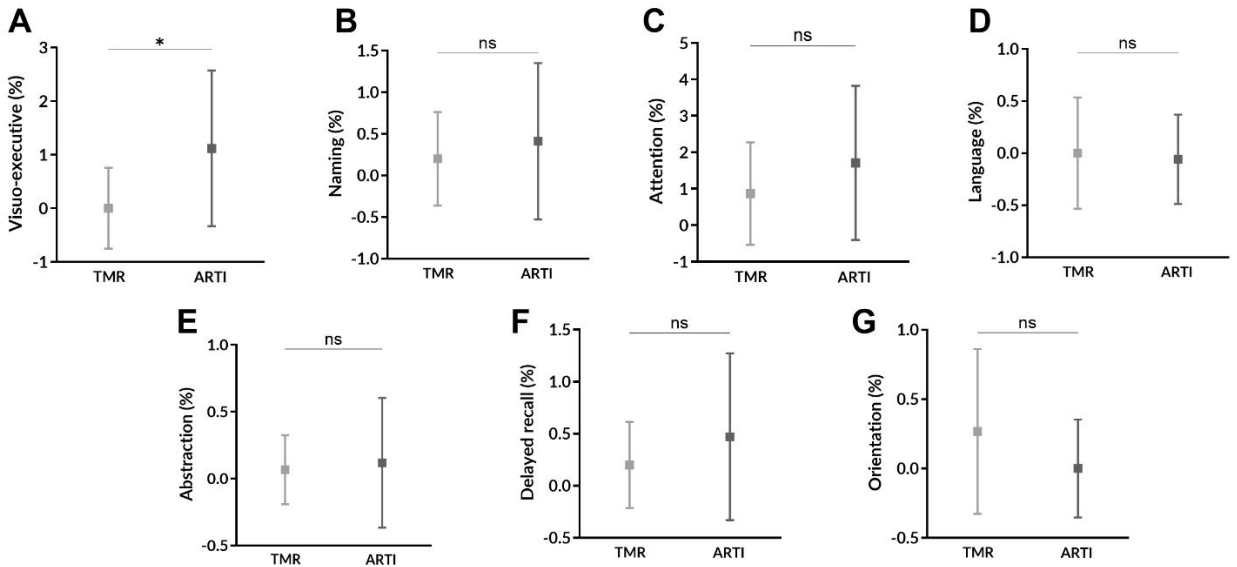 A
Visuo-executive (%)
3
2
1
0
-1
*
TMR
ARTI
B
Naming (%)
1.5
1.0
0.5
0.0
-0.5
-1.0
ns
TMR
ARTI
C
Attention (%)
5
4
3
2
1
0
-1
ns
TMR
ARTI
D
Language (%)
1.0
0.5
0.0
-0.5
-1.0
ns
TMR
ARTI
E
Abstraction (%)
1.0
0.5
0.0
-0.5
ns
TMR
ARTI
F
Delayed recall (%)
1.5
1.0
0.5
0.0
-0.5
ns
TMR
ARTI
G
Orientation (%)
1.0
0.5
0.0
-0.5
ns
TMR
ARTI